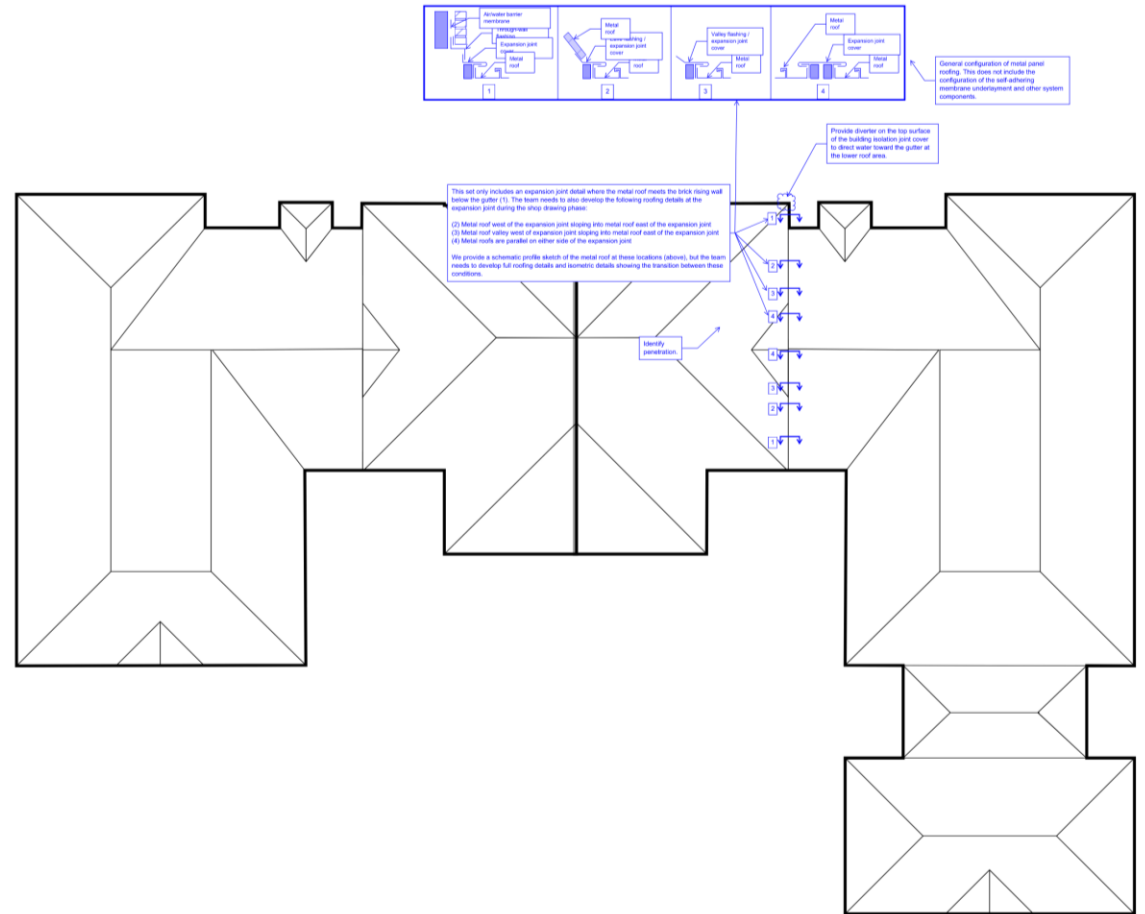 Air/water barrier
membrane
Through-wall
Expansion joint
cover
Metal
roof
1
Metal
roof
expansion joint
cover
roof
2
Valley flashing /
expansion joint
cover
Metal
roof
3
Metal
roof
Expansion joint
cover
Metal
roof
4
General configuration of metal panel
roofing. This does not include the
configuration of the self-adhering
membrane underlayment and other system
components.
Provide diverter on the top surface
of the building isolation joint cover
to direct water toward the gutter at
the lower roof area.
This set only includes an expansion joint detail where the metal roof meets the brick rising wall
below the gutter (1). The team needs to also develop the following roofing details at the
expansion joint during the shop drawing phase:
(2) Metal roof west of the expansion joint sloping into metal roof east of the expansion joint
(3) Metal roof valley west of expansion joint sloping into metal roof east of the expansion joint
(4) Metal roofs are parallel on either side of the expansion joint
We provide a schematic profile sketch of the metal roof at these locations (above), but the team
needs to develop full roofing details and isometric details showing the transition between these
conditions.
1
2
3
4
Identify
penetration.
4
3
2
1